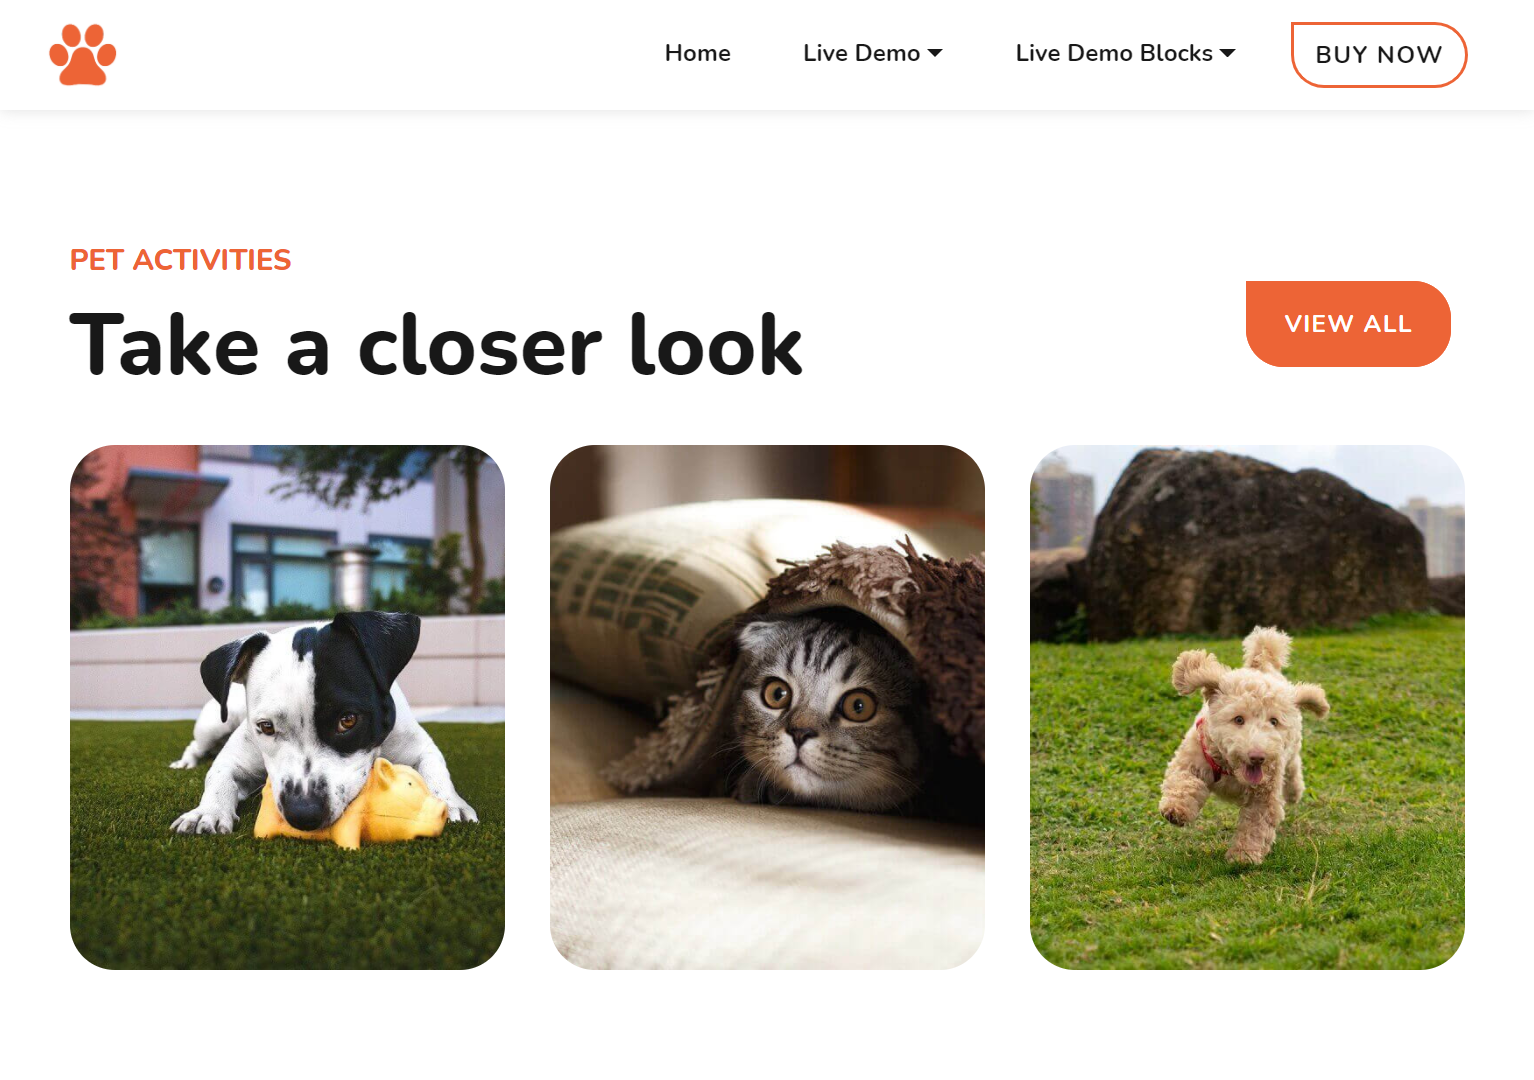 Home
Live Demo
Live Demo Blocks
BUY NOW
PET ACTIVITIES
Take a closer look
VIEW ALL